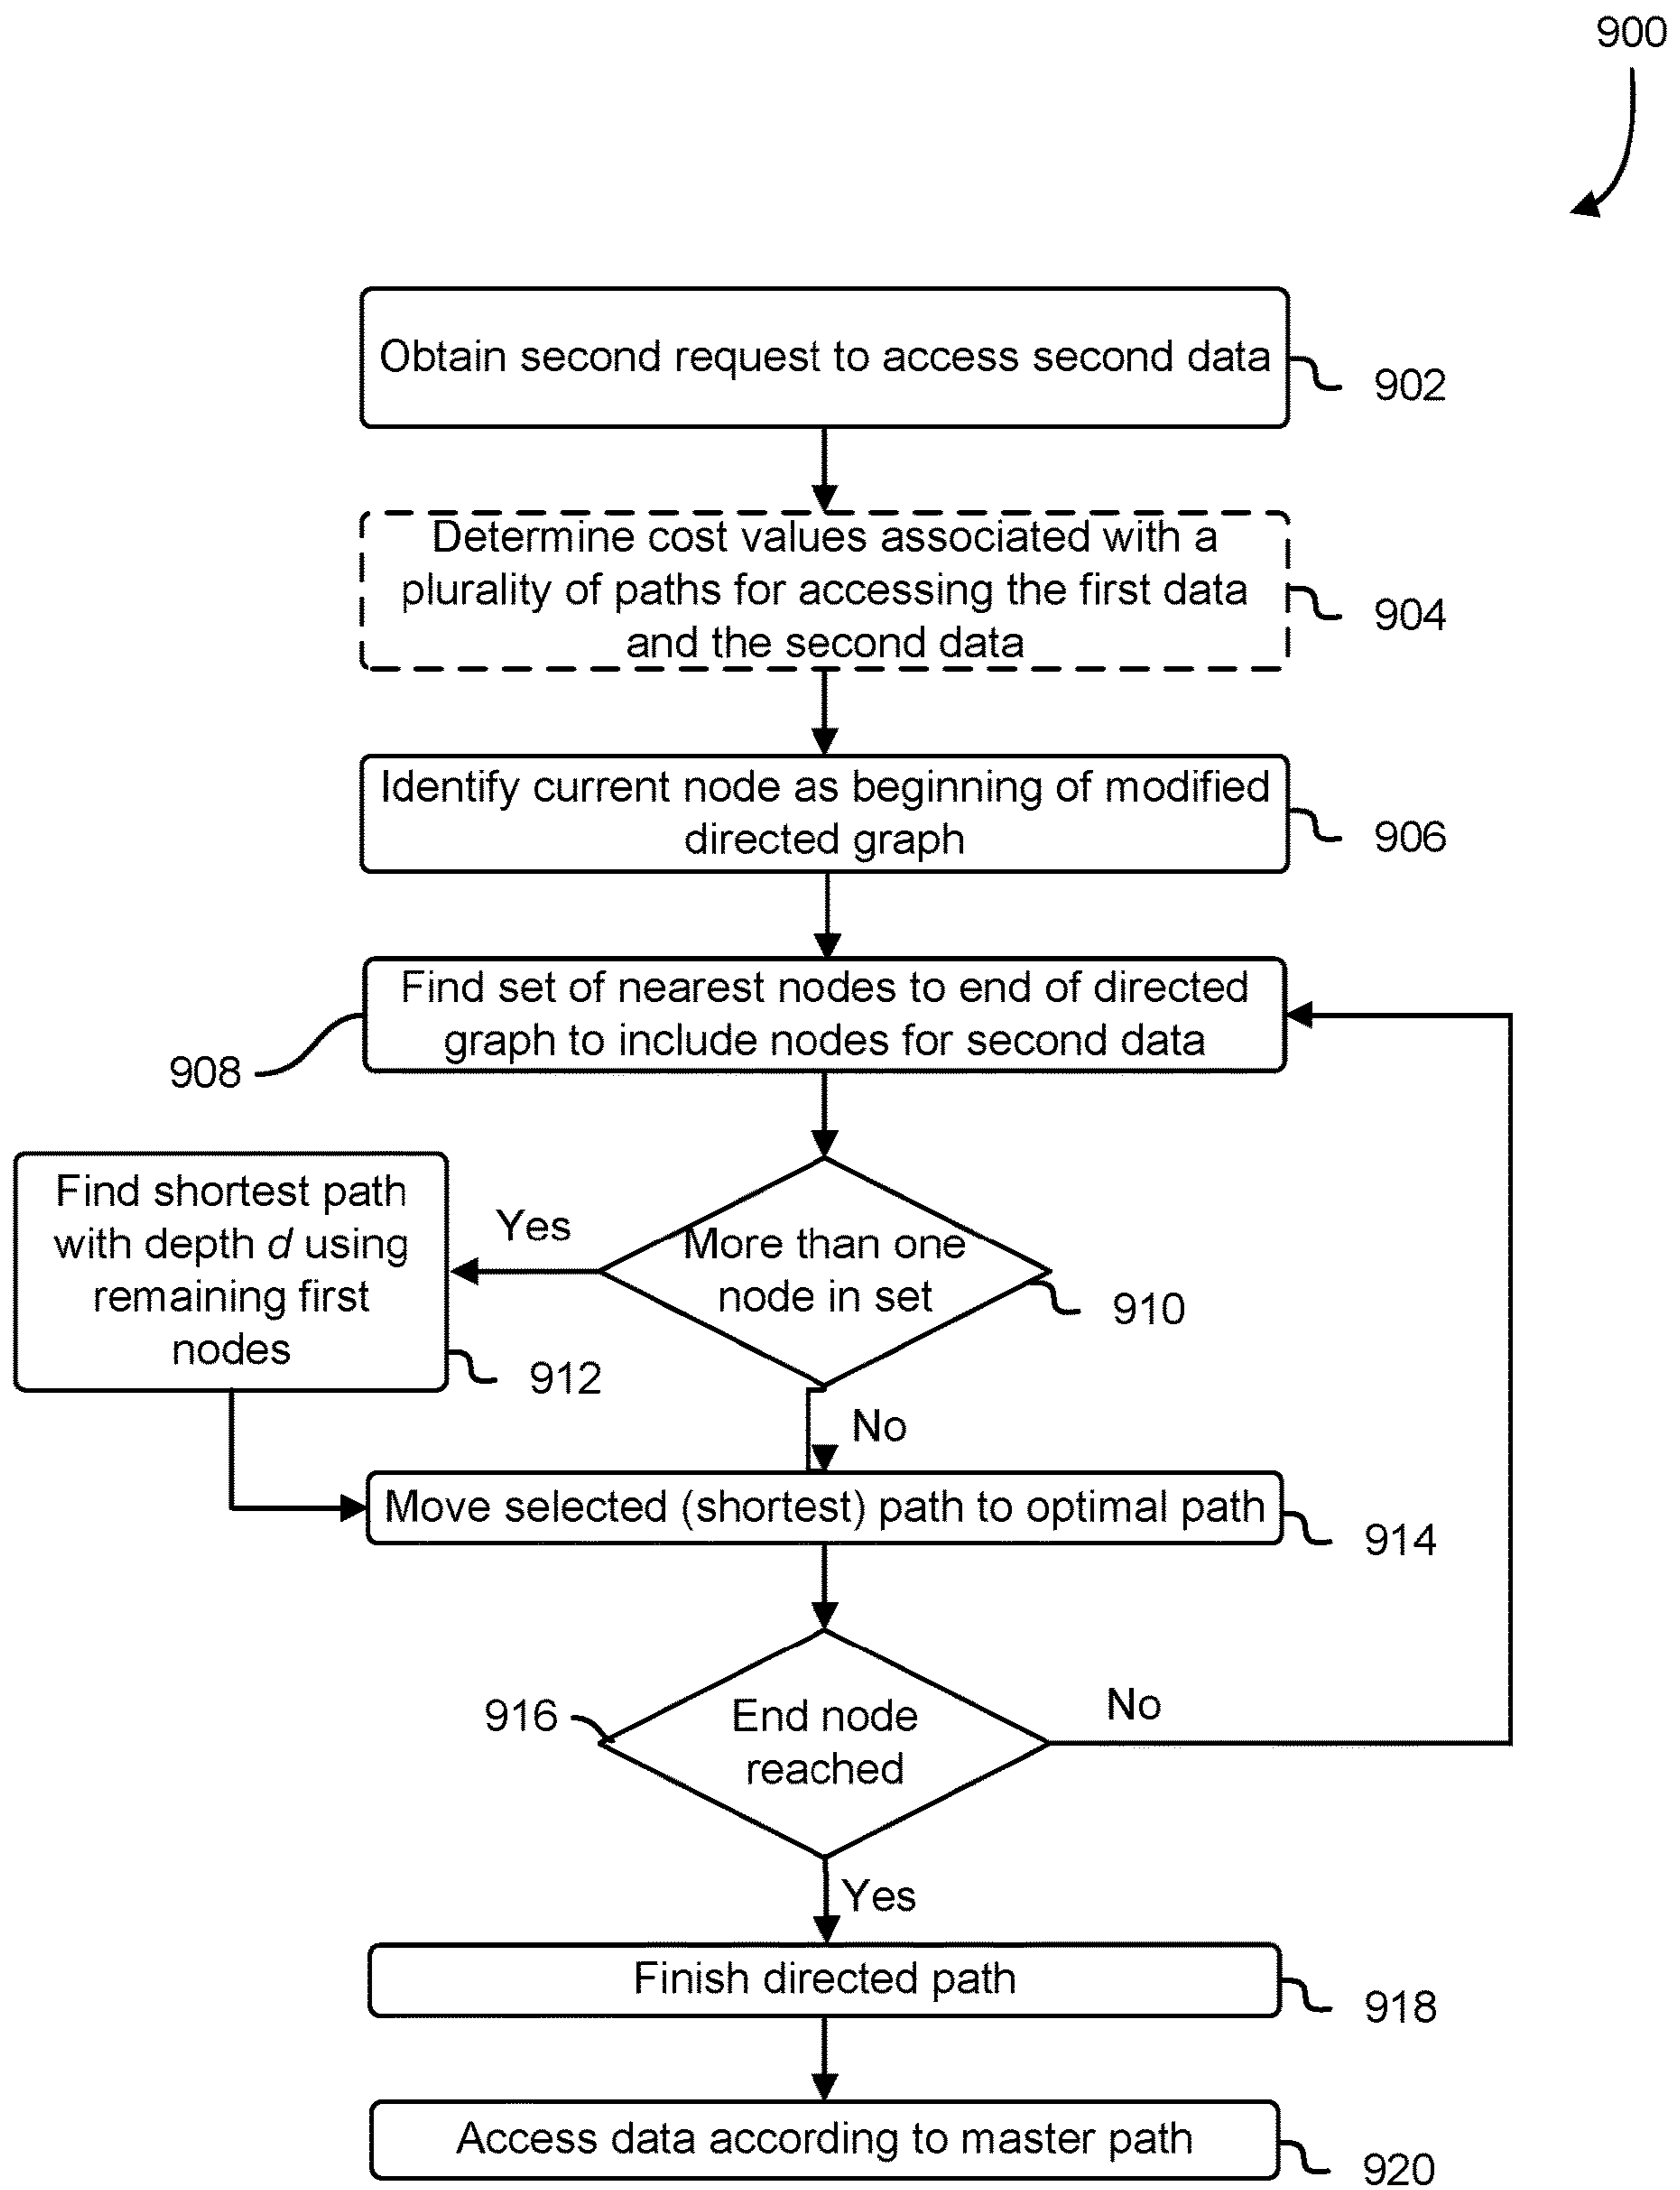 900
Obtain second request to access second data
902
Determine cost values associated with a
plurality of paths for accessing the first data
and the second data
904
Identify current node as beginning of modified
directed graph
906
Find set of nearest nodes to end of directed
graph to include nodes for second data
908
Find shortest path
with depth d using
remaining first
nodes
912
Yes
More than one
node in set
910
No
Move selected (shortest) path to optimal path
914
916
End node
reached
No
Yes
Finish directed path
918
Access data according to master path
920